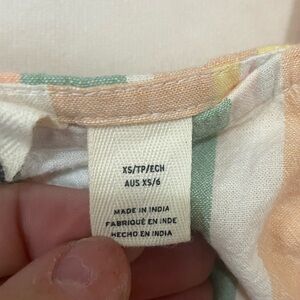 XS/TP/ECH
AUS XS/6
MADE IN INDIA
FABRIQUÉ EN INDE
HECHO EN INDIA